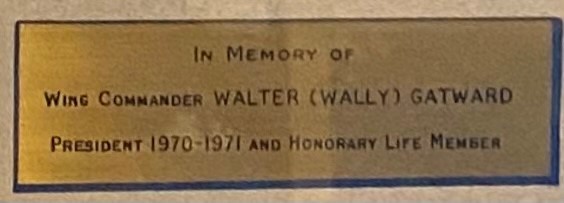 In Memory of
Wing Commander WALTER (WALLY) GATWARD
President 1970-1971 and Honorary Life Member